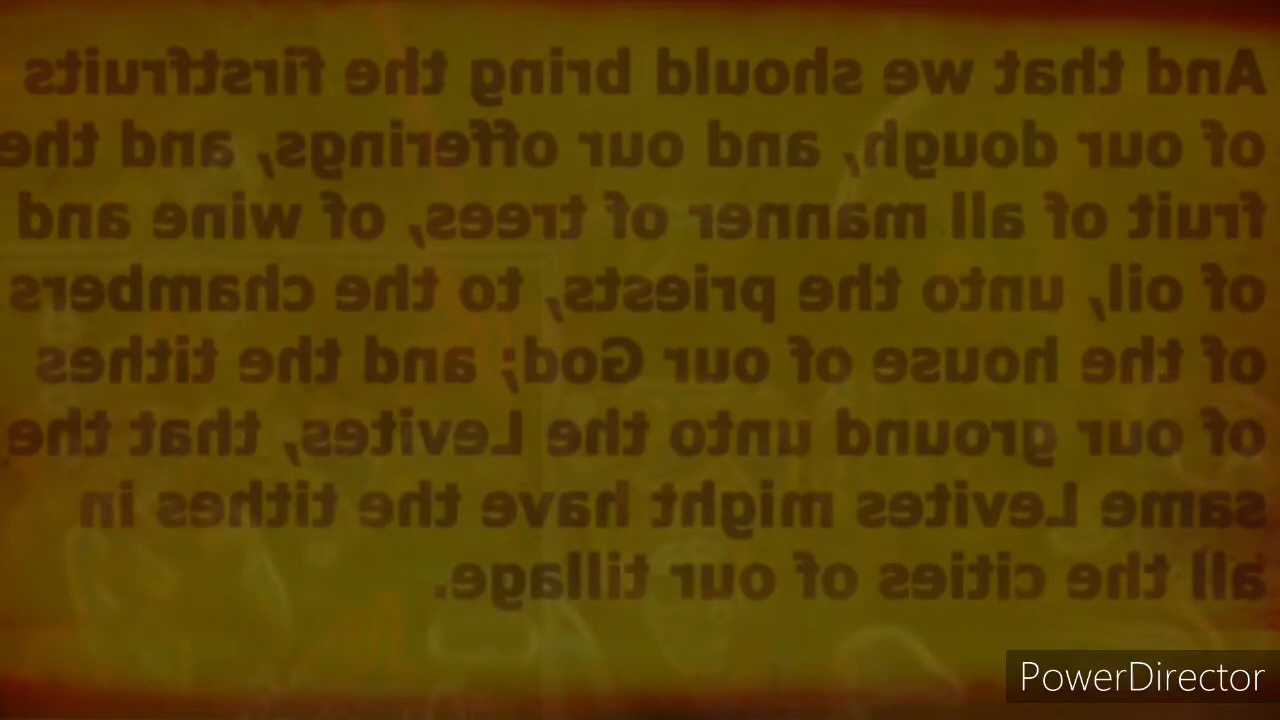 And that we should bring the firstfruits
of our dough, and our offerings, and the
fruit of all manner of trees, of wine and
of oil, unto the priests, to the chambers
of the house of our God; and the tithes
of our ground unto the Levites, that the
same Levites might have the tithes in
all the cities of our tillage.
PowerDirector